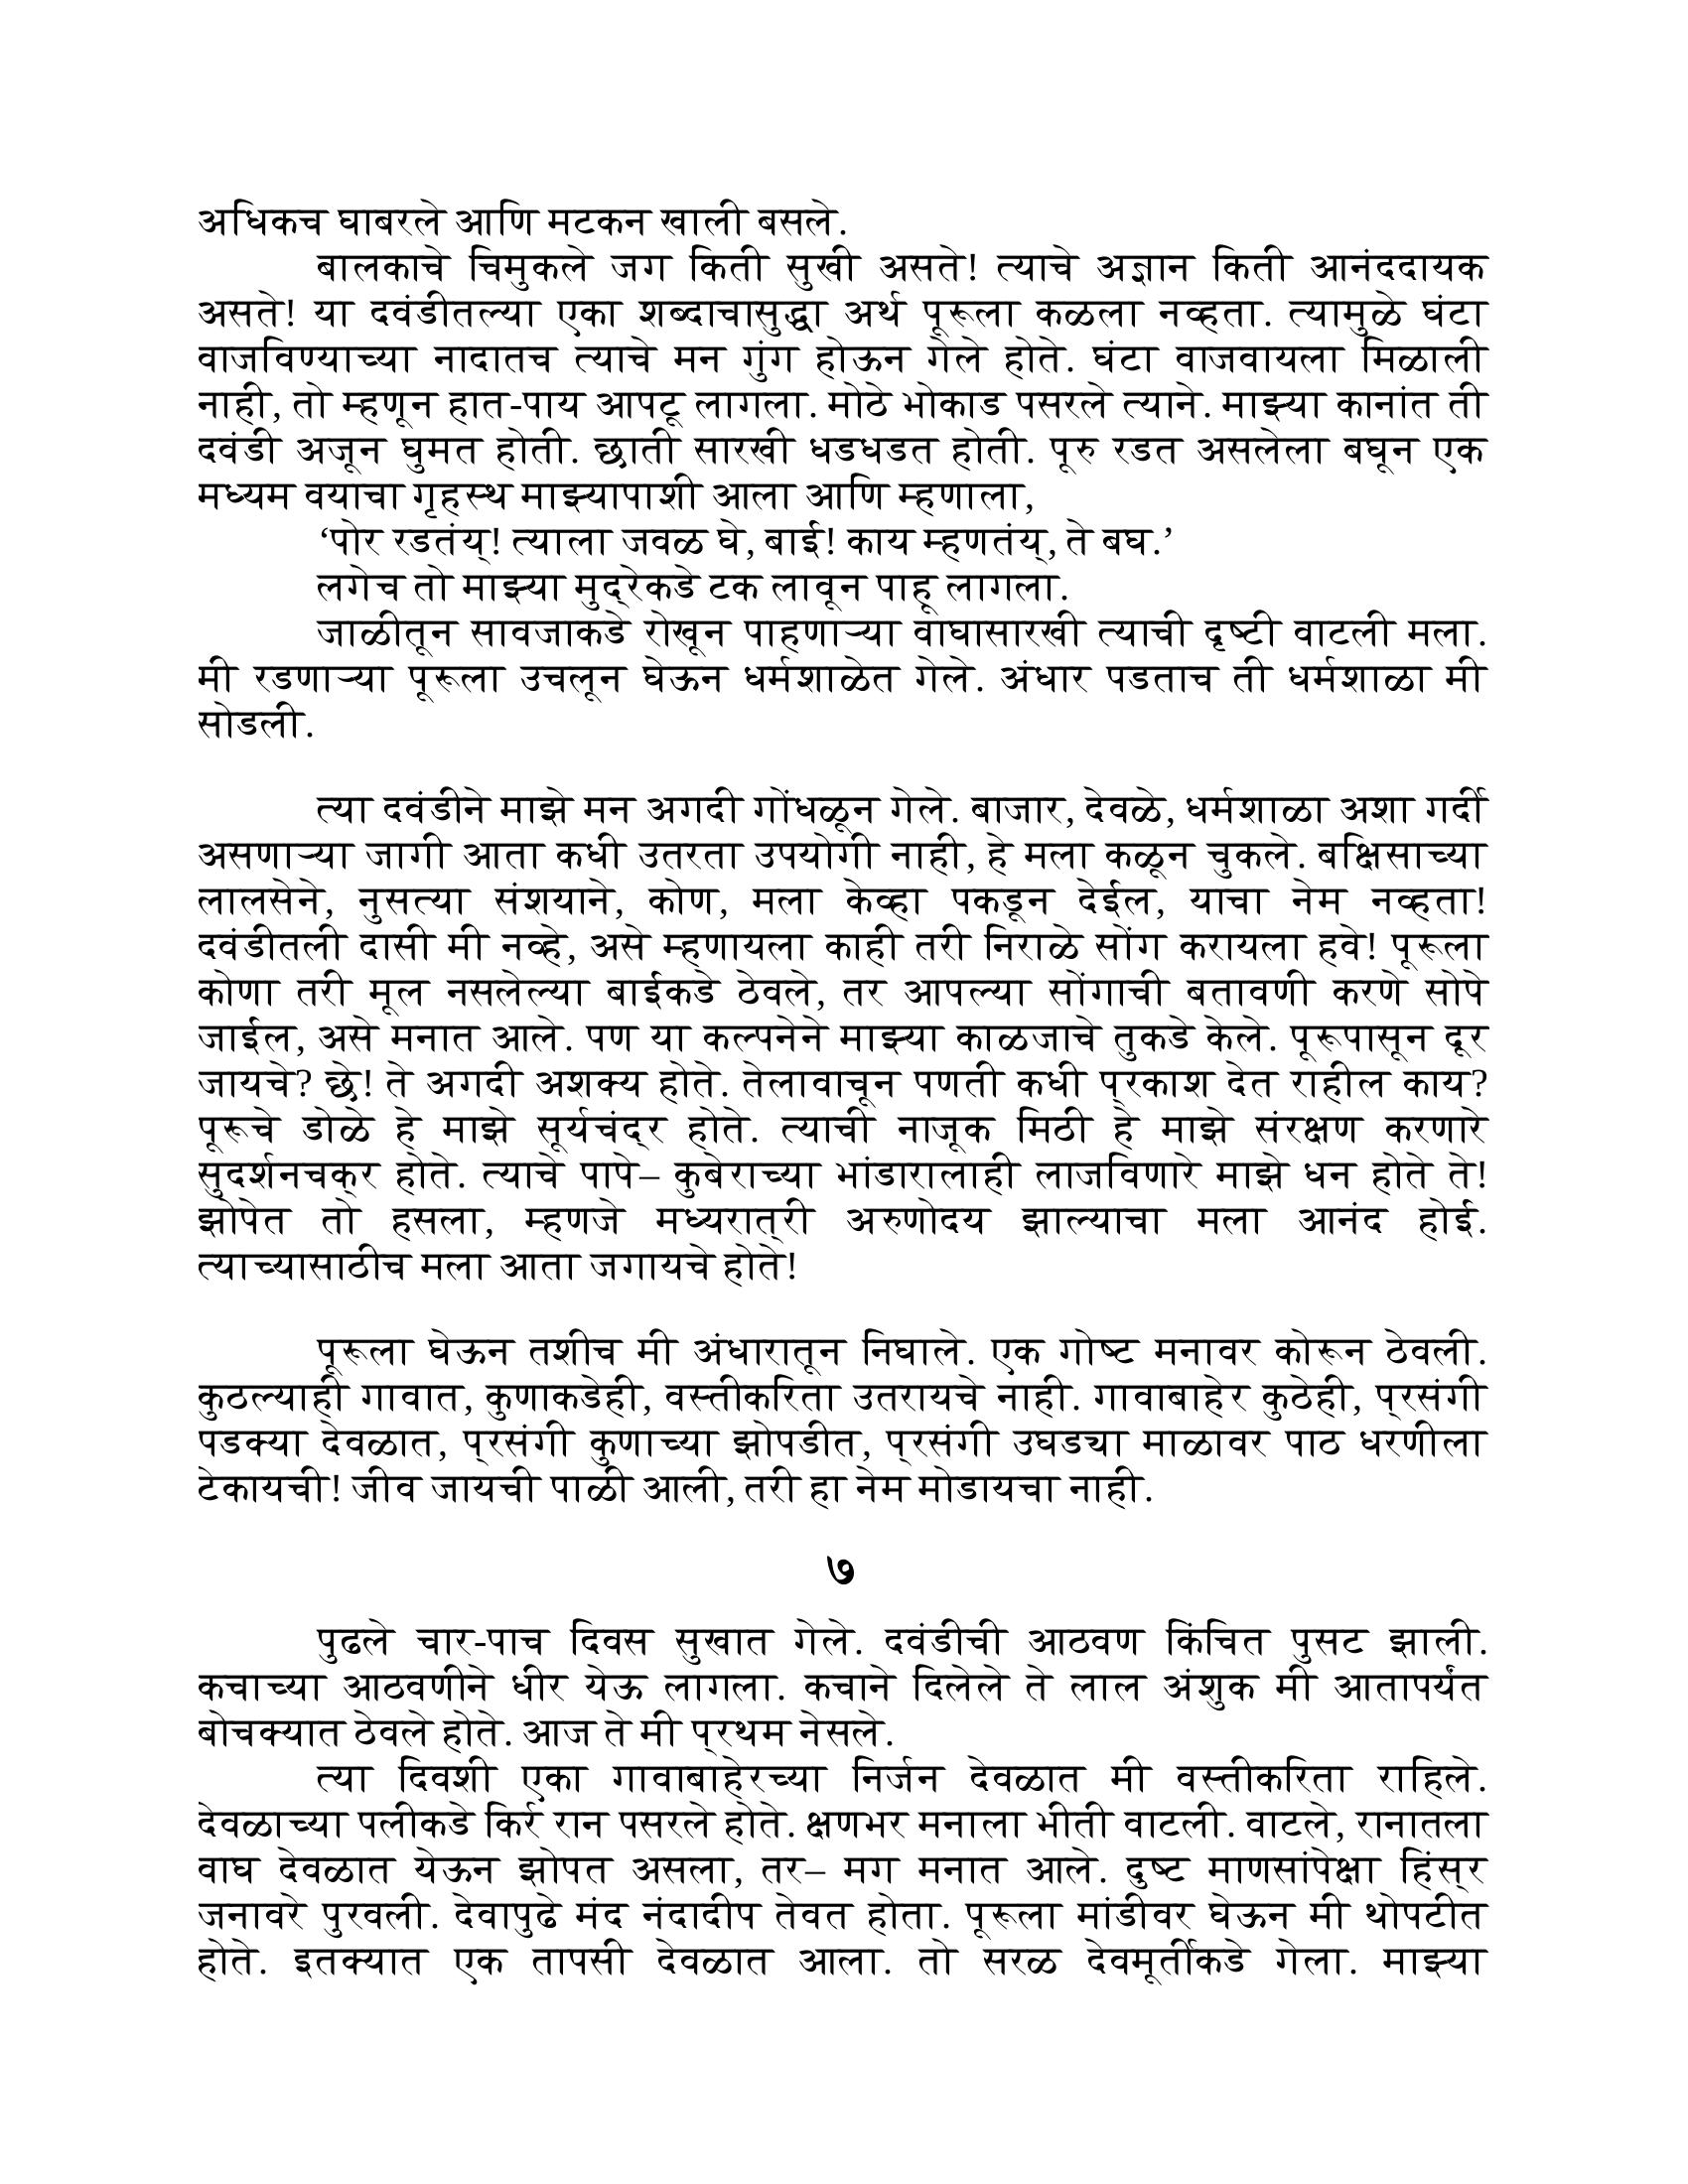 अधिकच घाबरले आणि मटकन खाली बसले.
बालकाचे चिमुकले जग किती सुखी असते! त्याचे अज्ञान किती आनंददायक
असते! या दवंडीतल्या एका शब्दाचासुद्धा अर्थ पूरूला कळला नव्हता. त्यामुळे घंटा
वाजविण्याच्या नादातच त्याचे मन गुंग होऊन गेले होते. घंटा वाजवायला मिळाली
नाही, तो म्हणून हात-पाय आपटू लागला. मोठे भोकाड पसरले त्याने. माझ्या कानांत ती
दवंडी अजून घुमत होती. छाती सारखी धडधडत होती. पूरु रडत असलेला बघून एक
मध्यम वयाचा गृहस्थ माझ्यापाशी आला आणि म्हणाला,
‘पोर रडतंय्! त्याला जवळ घे, बाई! काय म्हणतंय्, ते बघ.’
लगेच तो माझ्या मुद्रेकडे टक लावून पाहू लागला.
जाळीतून सावजाकडे रोखून पाहणाऱ्या वाघासारखी त्याची दृष्टी वाटली मला.
मी रडणाऱ्या पूरूला उचलून घेऊन धर्मशाळेत गेले. अंधार पडताच ती धर्मशाळा मी
सोडली.
त्या दवंडीने माझे मन अगदी गोंधळून गेले. बाजार, देवळे, धर्मशाळा अशा गर्दी
असणाऱ्या जागी आता कधी उतरता उपयोगी नाही, हे मला कळून चुकले. बक्षिसाच्या
लालसेने, नुसत्या संशयाने, कोण, मला केव्हा पकडून देईल, याचा नेम नव्हता!
दवंडीतली दासी मी नव्हे, असे म्हणायला काही तरी निराळे सोंग करायला हवे! पूरूला
कोणा तरी मूल नसलेल्या बाईकडे ठेवले, तर आपल्या सोंगाची बतावणी करणे सोपे
जाईल, असे मनात आले. पण या कल्पनेने माझ्या काळजाचे तुकडे केले. पूरूपासून दूर
जायचे? छे! ते अगदी अशक्य होते. तेलावाचून पणती कधी प्रकाश देत राहील काय?
पूरूचे डोळे हे माझे सूर्यचंद्र होते. त्याची नाजूक मिठी हे माझे संरक्षण करणारे
सुदर्शनचक्र होते. त्याचे पापे– कुबेराच्या भांडारालाही लाजविणारे माझे धन होते ते!
झोपेत तो हसला, म्हणजे मध्यरात्री अरुणोदय झाल्याचा मला आनंद होई.
त्याच्यासाठीच मला आता जगायचे होते!
पूरूला घेऊन तशीच मी अंधारातून निघाले. एक गोष्ट मनावर कोरून ठेवली.
कुठल्याही गावात, कुणाकडेही, वस्तीकरिता उतरायचे नाही. गावाबाहेर कुठेही, प्रसंगी
पडक्या देवळात, प्रसंगी कुणाच्या झोपडीत, प्रसंगी उघड्या माळावर पाठ धरणीला
टेकायची! जीव जायची पाळी आली, तरी हा नेम मोडायचा नाही.
७
पुढले चार-पाच दिवस सुखात गेले. दवंडीची आठवण किंचित पुसट झाली.
कचाच्या आठवणीने धीर येऊ लागला. कचाने दिलेले ते लाल अंशुक मी आतापर्यंत
बोचक्यात ठेवले होते. आज ते मी प्रथम नेसले.
त्या दिवशी एका गावाबाहेरच्या निर्जन देवळात मी वस्तीकरिता राहिले.
देवळाच्या पलीकडे किर्र रान पसरले होते. क्षणभर मनाला भीती वाटली. वाटले, रानातला
वाघ देवळात येऊन झोपत असला, तर– मग मनात आले. दुष्ट माणसांपेक्षा हिंस्र
जनावरे पुरवली. देवापुढे मंद नंदादीप तेवत होता. पूरूला मांडीवर घेऊन मी थोपटीत
होते. इतक्यात एक तापसी देवळात आला. तो सरळ देवमूर्तीकडे गेला. माझ्या